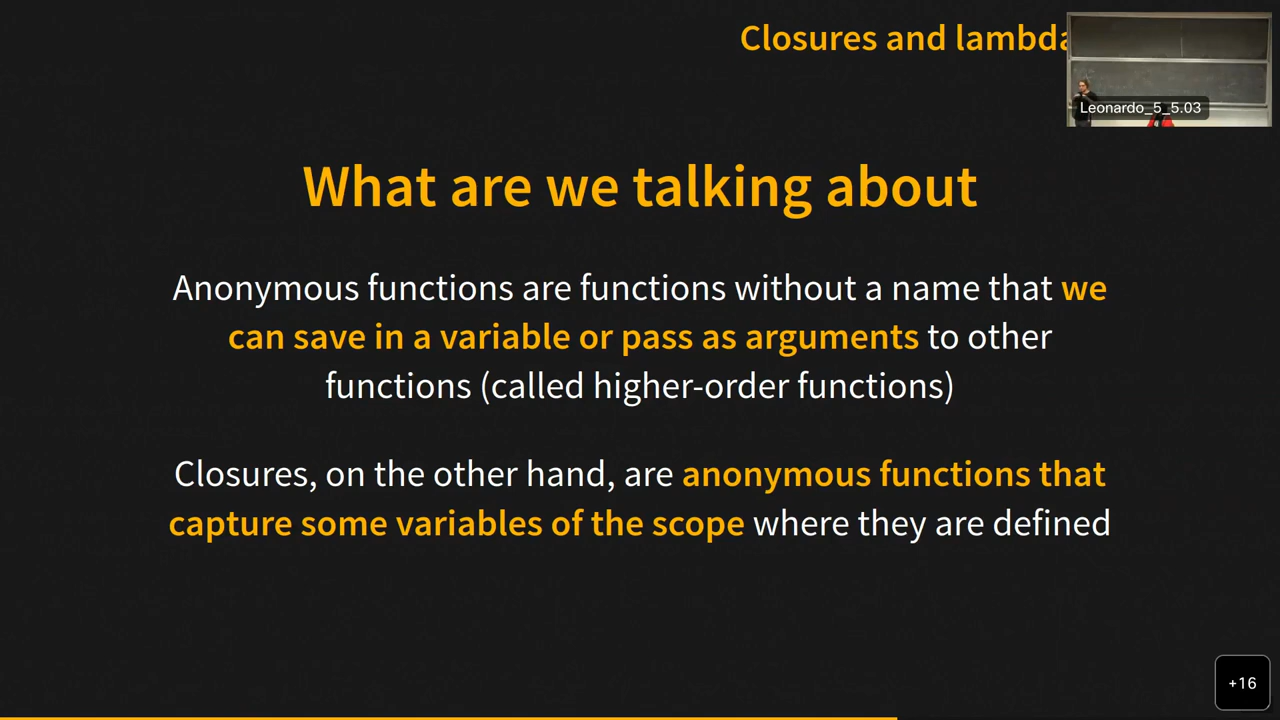 Closures and lambda
Leonardo_5_5.03
What are we talking about
Anonymous functions are functions without a name that we
can save in a variable or pass as arguments to other
functions (called higher-order functions)
Closures, on the other hand, are anonymous functions that
capture some variables of the scope where they are defined
+16